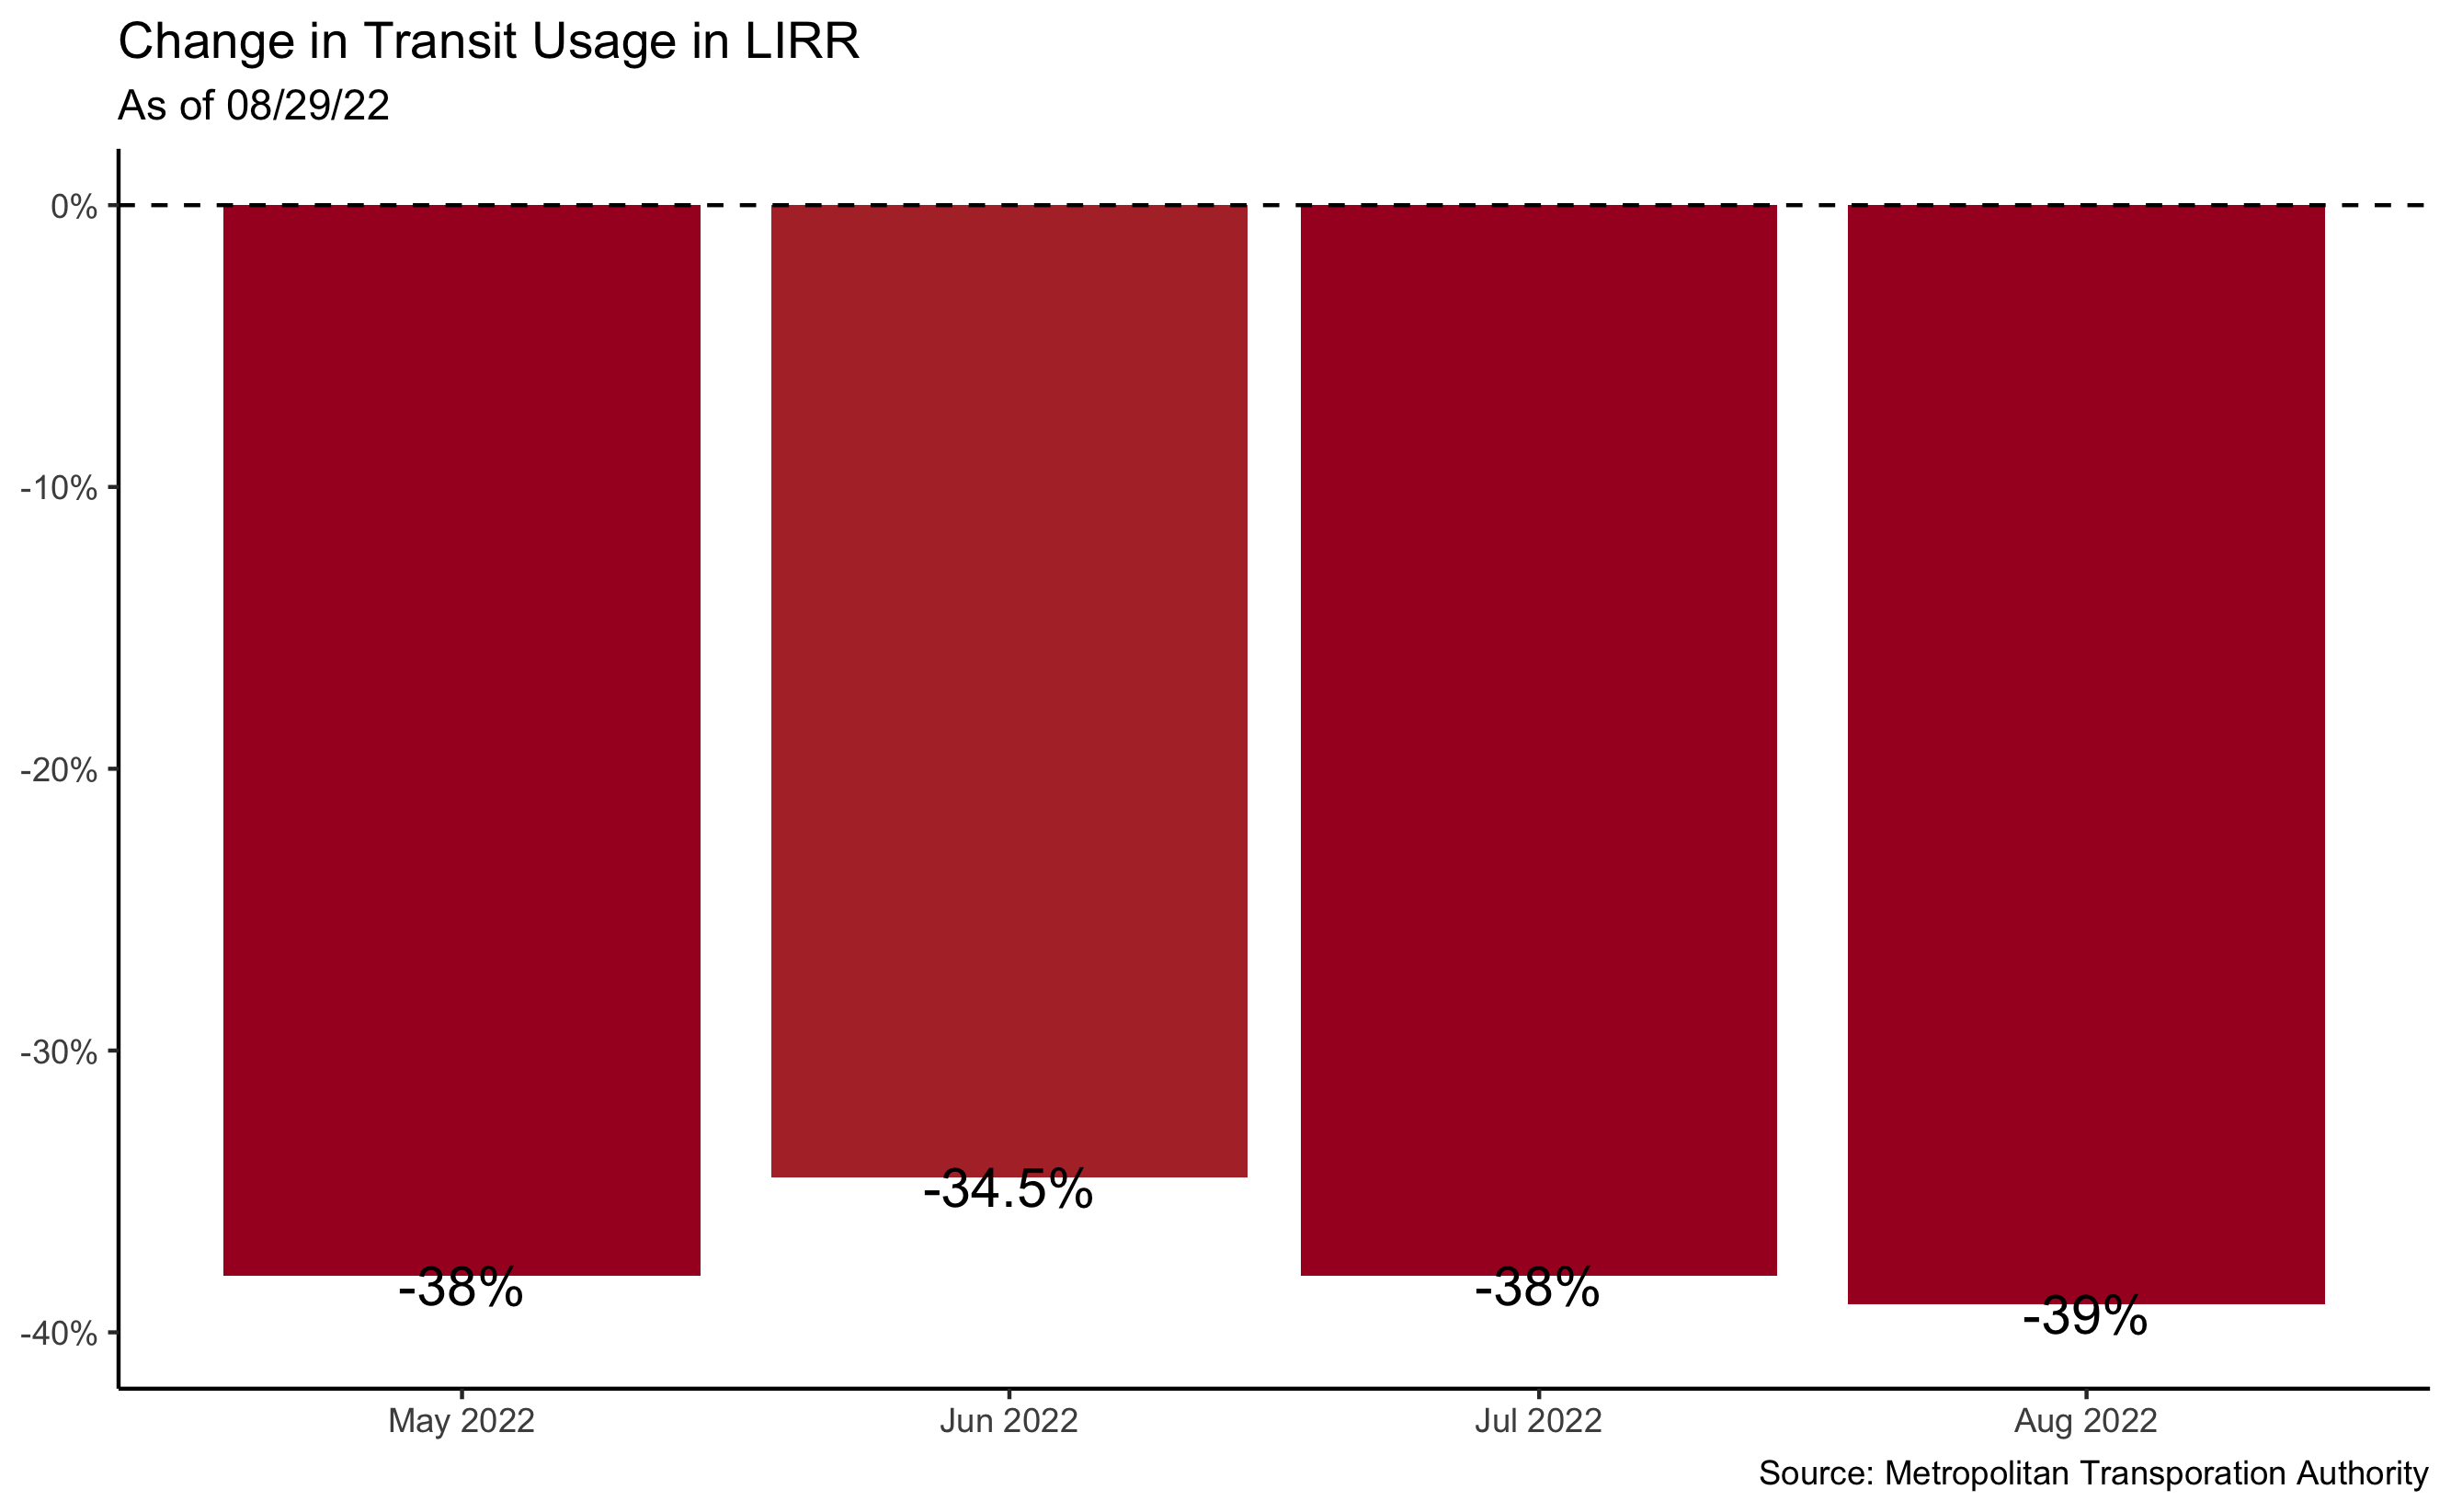 Change in Transit Usage in LIRR
As of 08/29/22
0%
-10%
-20%
-30%
-40%
-38%
-34.5%
-38%
-39%
May 2022
Jun 2022
Jul 2022
Aug 2022
Source: Metropolitan Transporation Authority